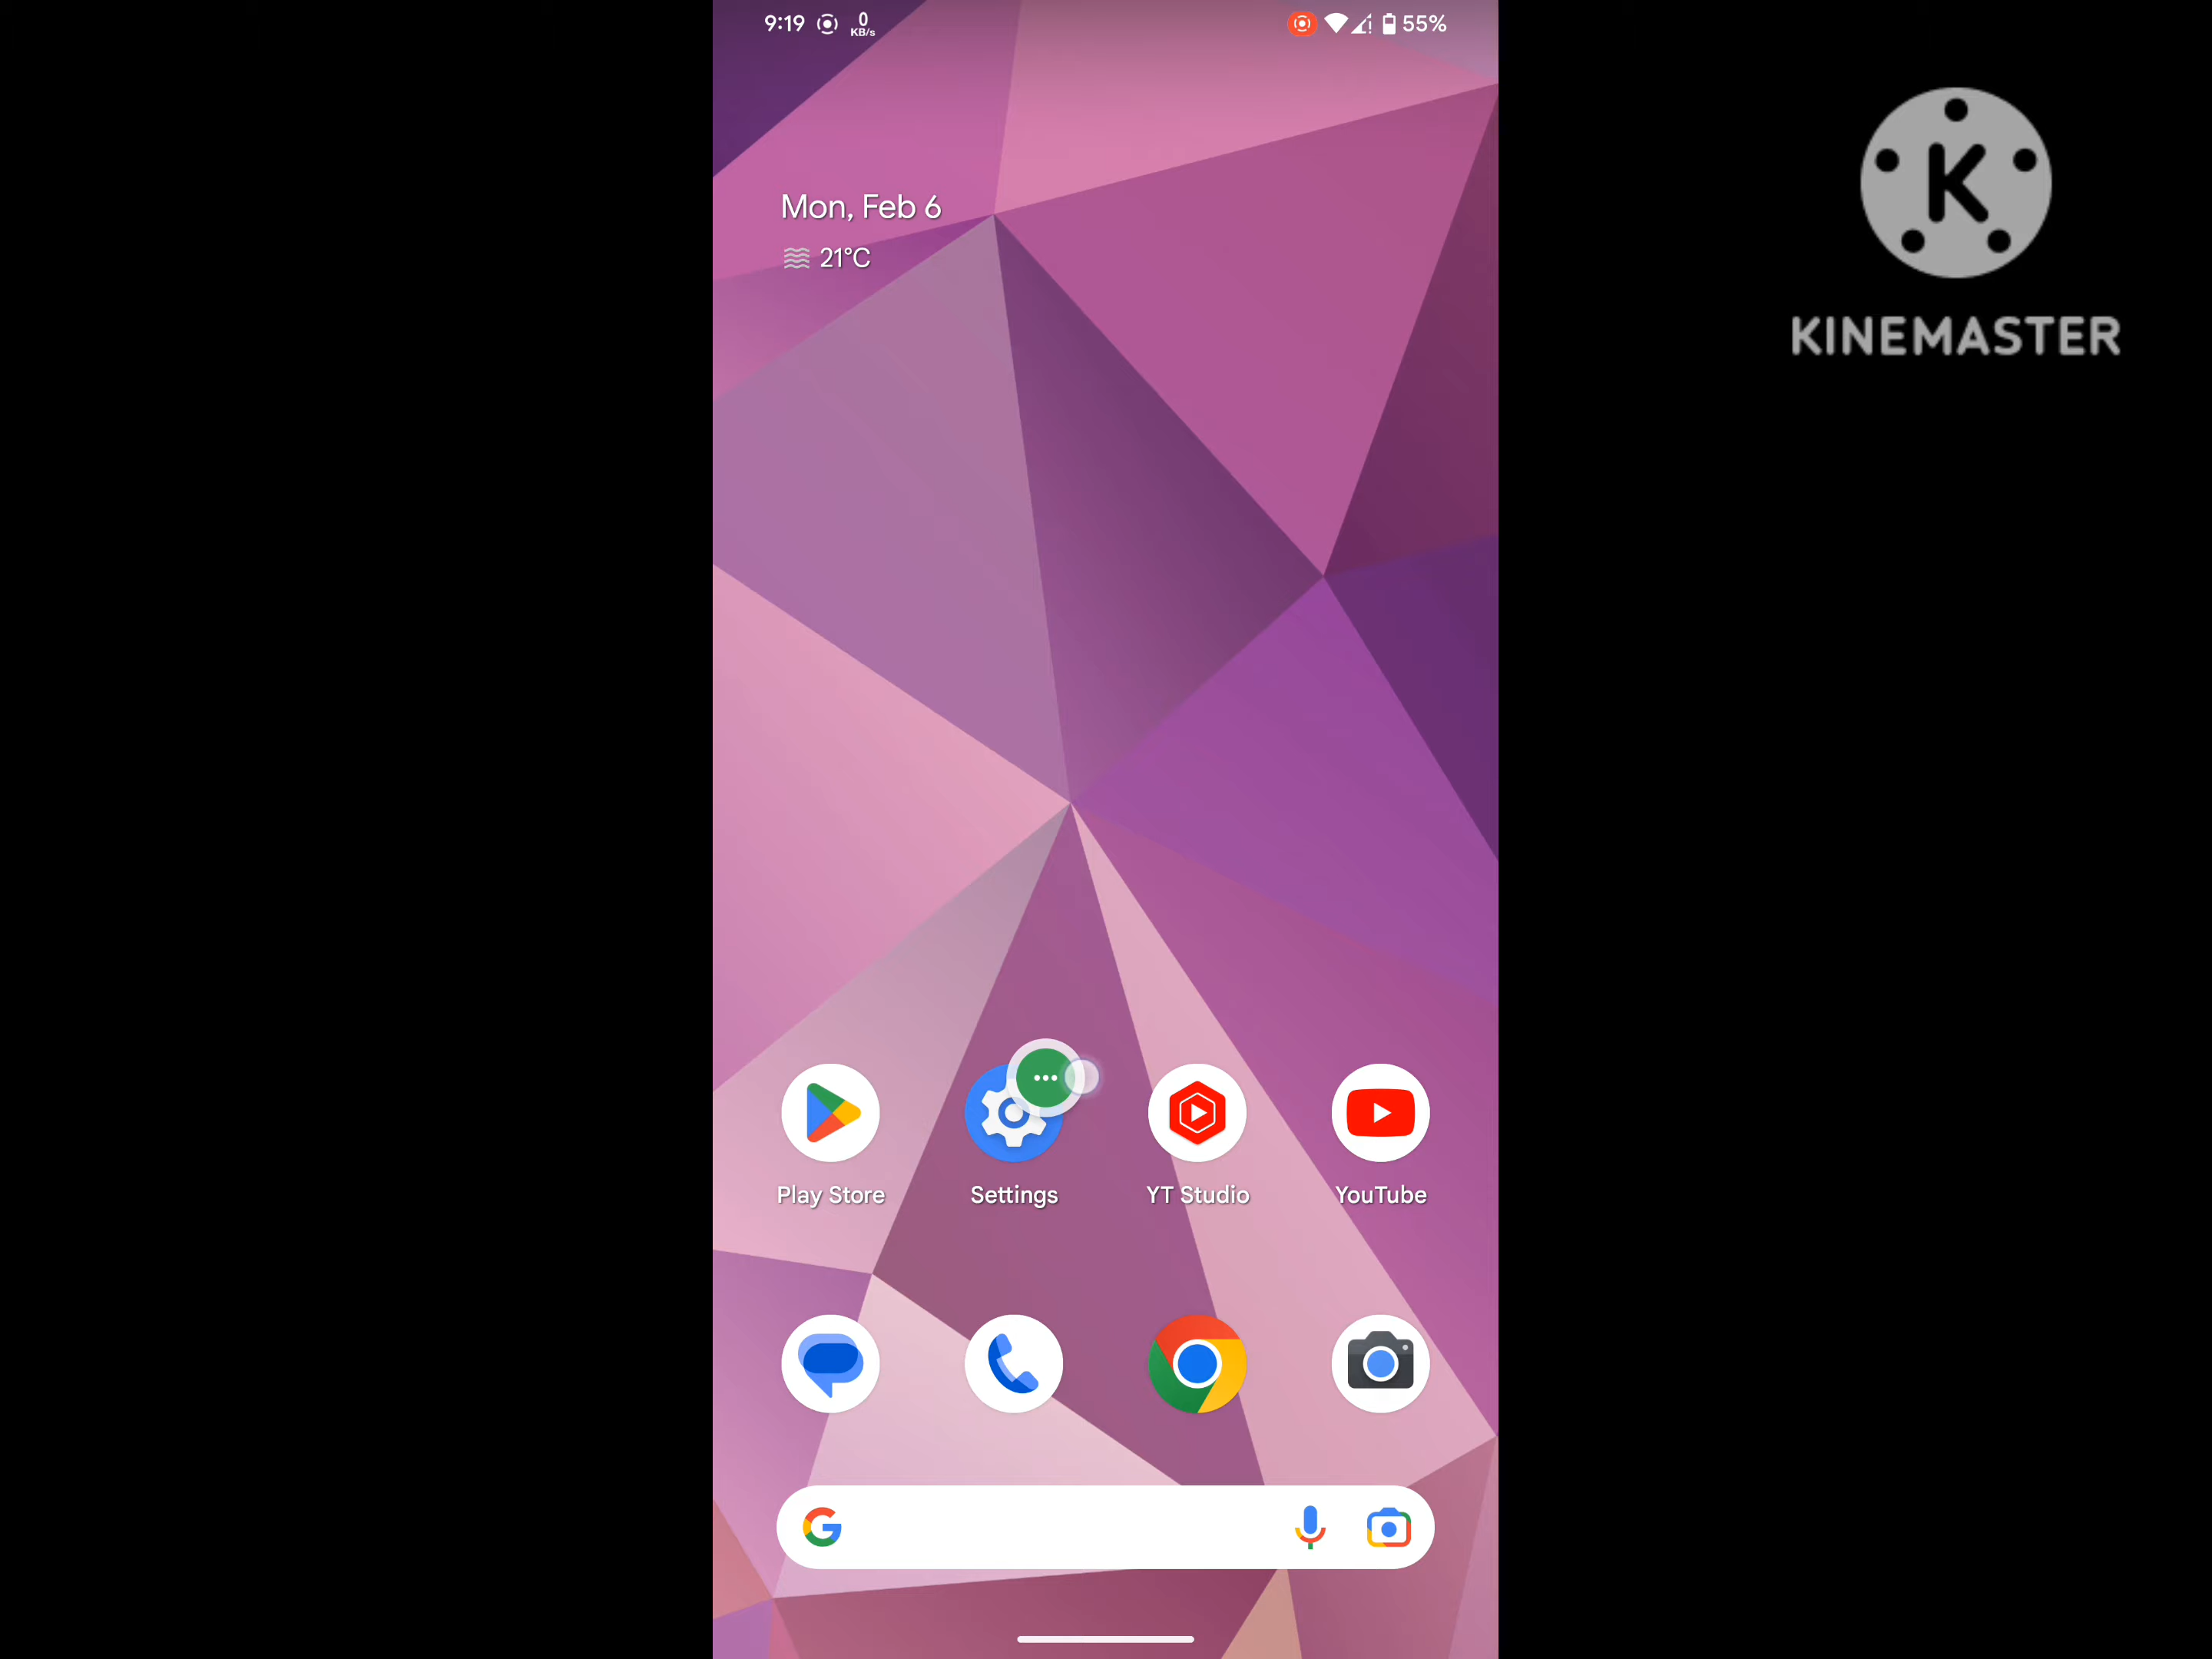 9:19 0 KB/s 55%
KINEMASTER
Mon, Feb 6
21°C
Play Store Settings YT Studio YouTube